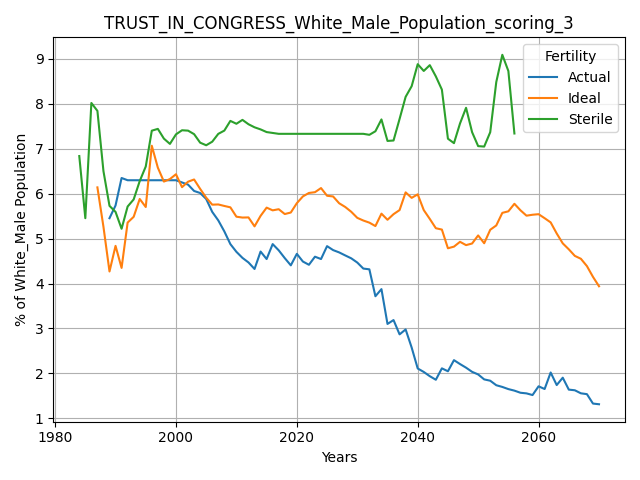 TRUST_IN_CONGRESS_White_Male_Population_scoring_3
Fertility
Actual
Ideal
Sterile
% of White_Male Population
9
8
7
6
5
4
3
2
1
1980 2000 2020 2040 2060
Years